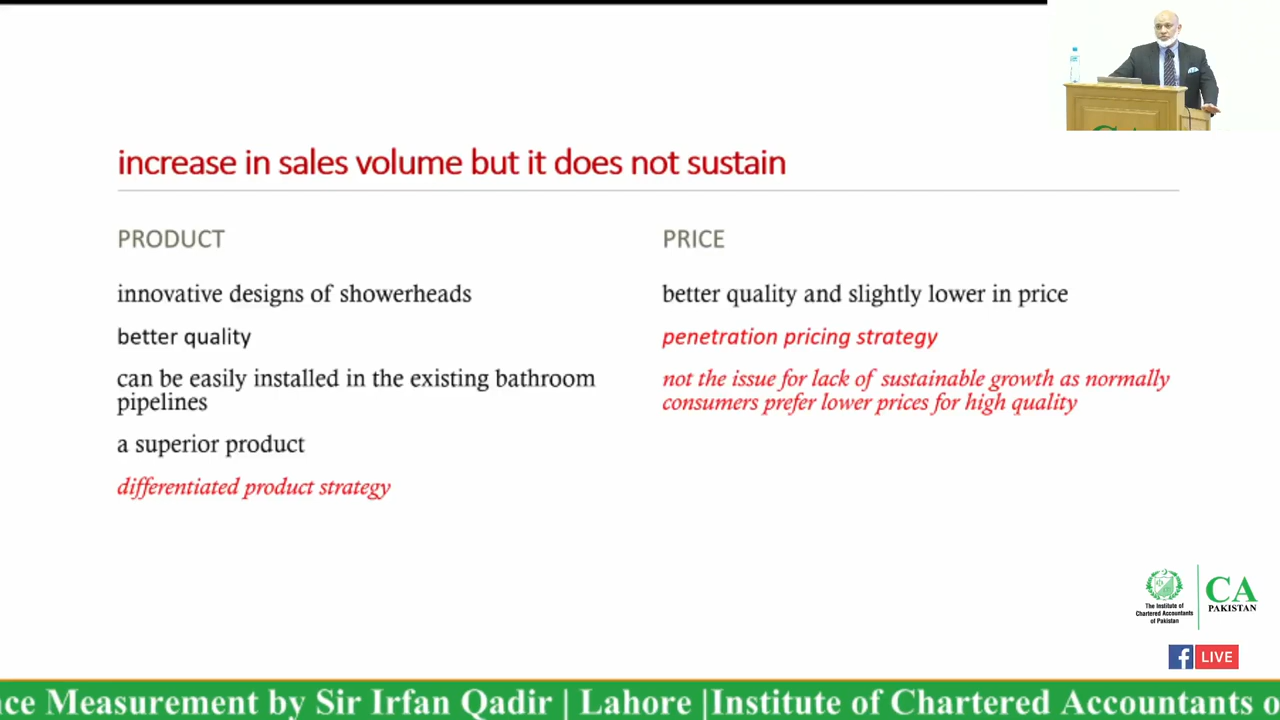 increase in sales volume but it does not sustain
PRODUCT
innovative designs of showerheads
better quality
can be easily installed in the existing bathroom
pipelines
a superior product
differentiated product strategy
PRICE
better quality and slightly lower in price
penetration pricing strategy
not the issue for lack of sustainable growth as normally
consumers prefer lower prices for high quality
The Institute of
Chartered Accountants
of Pakistan
CA
PAKISTAN
f LIVE
ce Measurement by Sir Irfan Qadir | Lahore |Institute of Chartered Accountants o